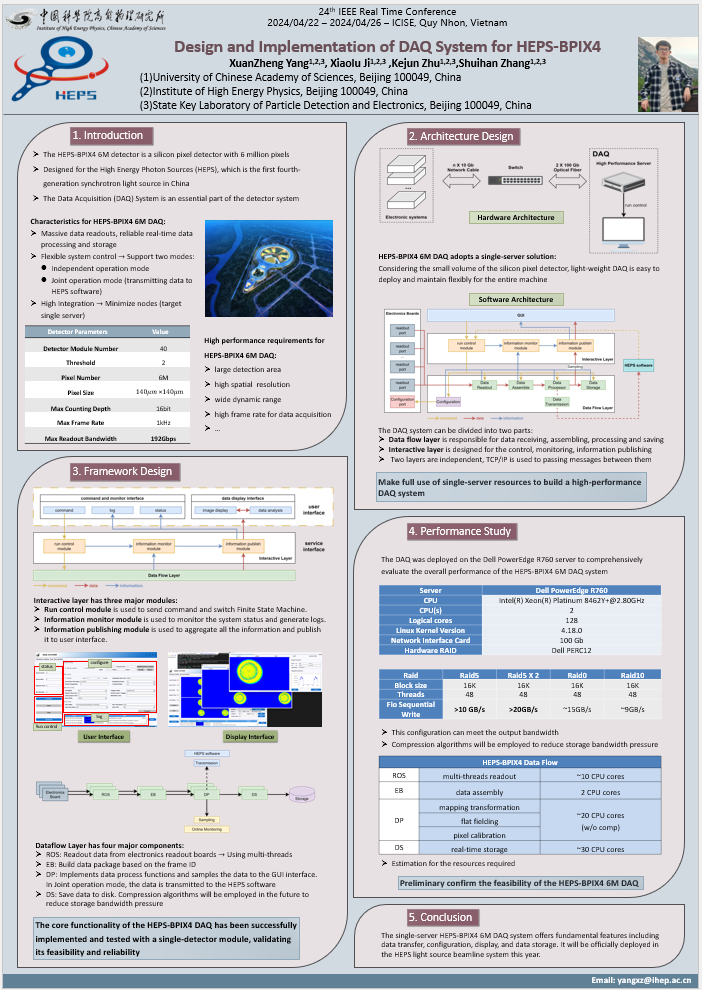 中国科学院高能物理研究所
Institute of High Energy Physics, Chinese Academy of Sciences
HEPS
24th IEEE Real Time Conference
2024/04/22 – 2024/04/26 – ICISE, Quy Nhon, Vietnam
Design and Implementation of DAQ System for HEPS-BPIX4
XuanZheng Yang1,2,3, Xiaolu Ji1,2,3 ,Kejun Zhu1,2,3,Shuihan Zhang1,2,3
(1)University of Chinese Academy of Sciences, Beijing 100049, China
(2)Institute of High Energy Physics, Beijing 100049, China
(3)State Key Laboratory of Particle Detection and Electronics, Beijing 100049, China
1. Introduction
➢ The HEPS-BPIX4 6M detector is a silicon pixel detector with 6 million pixels
➢ Designed for the High Energy Photon Sources (HEPS), which is the first fourth-
generation synchrotron light source in China
➢ The Data Acquisition (DAQ) System is an essential part of the detector system
Characteristics for HEPS-BPIX4 6M DAQ:
➢ Massive data readouts, reliable real-time data
processing and storage
➢ Flexible system control → Support two modes:
● Independent operation mode
● Joint operation mode (transmitting data to
HEPS software)
➢ High Integration → Minimize nodes (target
single server)
Detector Parameters Value
Detector Module Number 40
Threshold 2
Pixel Number 6M
Pixel Size 140μm×140μm
Max Counting Depth 16bit
Max Frame Rate 1kHz
Max Readout Bandwidth 192Gbps
High performance requirements for
HEPS-BPIX4 6M DAQ:
➢ large detection area
➢ high spatial resolution
➢ wide dynamic range
➢ high frame rate for data acquisition
➢ ...
2. Architecture Design
Electronic systems
n X 10 Gb
Network Cable
Switch
2 X 100 Gb
Optical Fiber
DAQ
High Performance Server
run control
Hardware Architecture
HEPS-BPIX4 6M DAQ adopts a single-server solution:
Considering the small volume of the silicon pixel detector, light-weight DAQ is easy to
deploy and maintain flexibly for the entire machine
Software Architecture
Electronics Boards
readout port
readout port
readout port
readout port
Configuration port
GUI
run control module
information monitor module
information publish module
Interactive Layer
Sampling
HEPS software
Configuration
Data Readout
Data Assemble
Data Processor
Data Storage
Data Transmission
Data Flow Layer
command
data
information
The DAQ system can be divided into two parts:
➢ Data flow layer is responsible for data receiving, assembling, processing and saving
➢ Interactive layer is designed for the control, monitoring, information publishing
➢ Two layers are independent, TCP/IP is used to passing messages between them
Make full use of single-server resources to build a high-performance
DAQ system
3. Framework Design
command and monitor interface
command
log
status
data display interface
image display
data analysis
user interface
run control module
information monitor module
information publish module
Interactive Layer
service interface
Data Flow Layer
command
data
information
Interactive layer has three major modules:
➢ Run control module is used to send command and switch Finite State Machine.
➢ Information monitor module is used to monitor the system status and generate logs.
➢ Information publishing module is used to aggregate all the information and publish
it to user interface.
status
configure
log
Run control
User Interface
Display Interface
HEPS software
Transmission
Electronics Board
ROS
EB
DP
DS
Storage
Sampling
Online Monitoring
Dataflow Layer has four major components:
➢ ROS: Readout data from electronics readout boards → Using multi-threads
➢ EB: Build data package based on the frame ID
➢ DP: Implements data process functions and samples the data to the GUI interface.
In Joint operation mode, the data is transmitted to the HEPS software
➢ DS: Save data to disk. Compression algorithms will be employed in the future to
reduce storage bandwidth pressure
The core functionality of the HEPS-BPIX4 DAQ has been successfully
implemented and tested with a single-detector module, validating
its feasibility and reliability
4. Performance Study
The DAQ was deployed on the Dell PowerEdge R760 server to comprehensively
evaluate the overall performance of the HEPS-BPIX4 6M DAQ system
Server Dell PowerEdge R760
CPU Intel(R) Xeon(R) Platinum 8462Y+@2.80GHz
CPU(s) 2
Logical cores 128
Linux Kernel Version 4.18.0
Network Interface Card 100 Gb
Hardware RAID Dell PERC12
Raid Raid5 Raid5 X 2 Raid0 Raid10
Block size 16K 16K 16K 16K
Threads 48 48 48 48
Fio Sequential Write >10 GB/s >20GB/s ~15GB/s ~9GB/s
➢ This configuration can meet the output bandwidth
➢ Compression algorithms will be employed to reduce storage bandwidth pressure
HEPS-BPIX4 Data Flow
ROS multi-threads readout ~10 CPU cores
EB data assembly 2 CPU cores
DP mapping transformation
flat fielding
pixel calibration
~20 CPU cores
(w/o comp)
DS real-time storage ~30 CPU cores
➢ Estimation for the resources required
Preliminary confirm the feasibility of the HEPS-BPIX4 6M DAQ
5. Conclusion
The single-server HEPS-BPIX4 6M DAQ system offers fundamental features including
data transfer, configuration, display, and data storage. It will be officially deployed in
the HEPS light source beamline system this year.
Email: yangxz@ihep.ac.cn